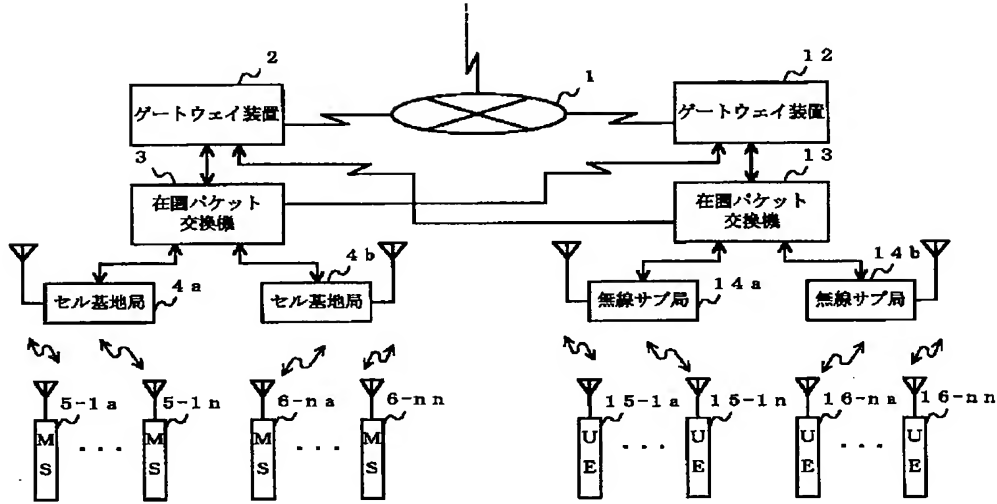 2
1
12
ゲートウェイ装置
ゲートウェイ装置
3
13
在圏パケット
交換機
在圏パケット
交換機
4b
14b
セル基地局
4a
セル基地局
無線サブ局
14a
無線サブ局
5-1a
5-1n
6-na
6-nn
15-1a
15-1n
16-na
16-nn
MS
...
MS
MS
...
MS
UE
...
UE
UE
...
UE